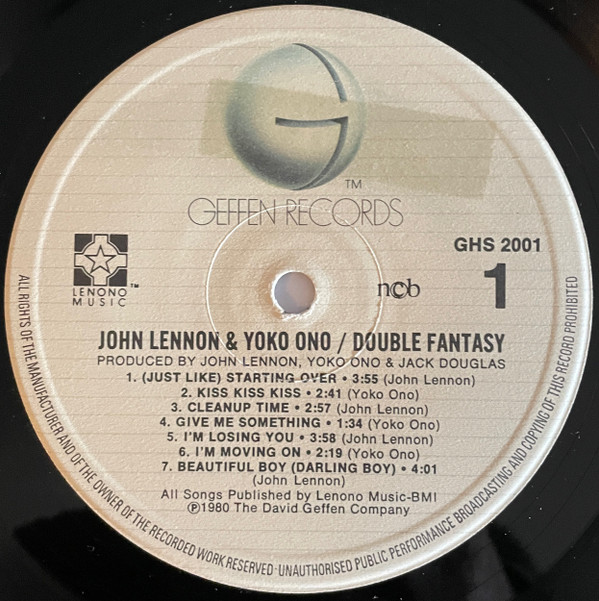 G
TM
GEFFEN RECORDS
GHS 2001
LENONO
MUSIC
TM
ncb
1
JOHN LENNON & YOKO ONO / DOUBLE FANTASY
PRODUCED BY JOHN LENNON, YOKO ONO & JACK DOUGLAS
1. (JUST LIKE) STARTING OVER • 3:55 (John Lennon)
2. KISS KISS KISS • 2:41 (Yoko Ono)
3. CLEANUP TIME • 2:57 (John Lennon)
4. GIVE ME SOMETHING • 1:34 (Yoko Ono)
5. I'M LOSING YOU • 3:58 (John Lennon)
6. I'M MOVING ON • 2:19 (Yoko Ono)
7. BEAUTIFUL BOY (DARLING BOY) • 4:01
(John Lennon)
All Songs Published by Lenono Music-BMI
℗1980 The David Geffen Company
ALL RIGHTS OF THE MANUFACTURER AND OF THE OWNER OF THE RECORDED WORK RESERVED · UNAUTHORISED PUBLIC PERFORMANCE BROADCASTING AND COPYING OF THIS RECORD PROHIBITED